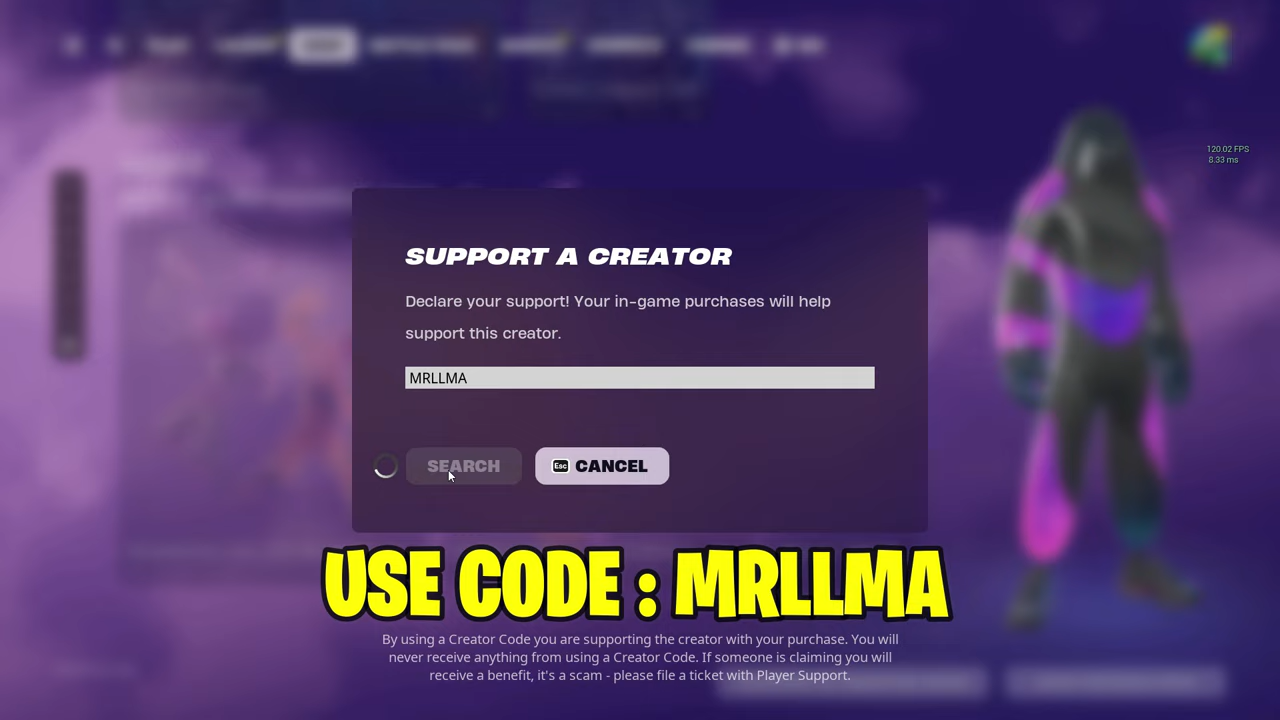 120.02 FPS
8.33 ms
SUPPORT A CREATOR
Declare your support! Your in-game purchases will help
support this creator.
MRLLMA
SEARCH
Esc CANCEL
USE CODE : MRLLMA
By using a Creator Code you are supporting the creator with your purchase. You will
never receive anything from using a Creator Code. If someone is claiming you will
receive a benefit, it's a scam - please file a ticket with Player Support.